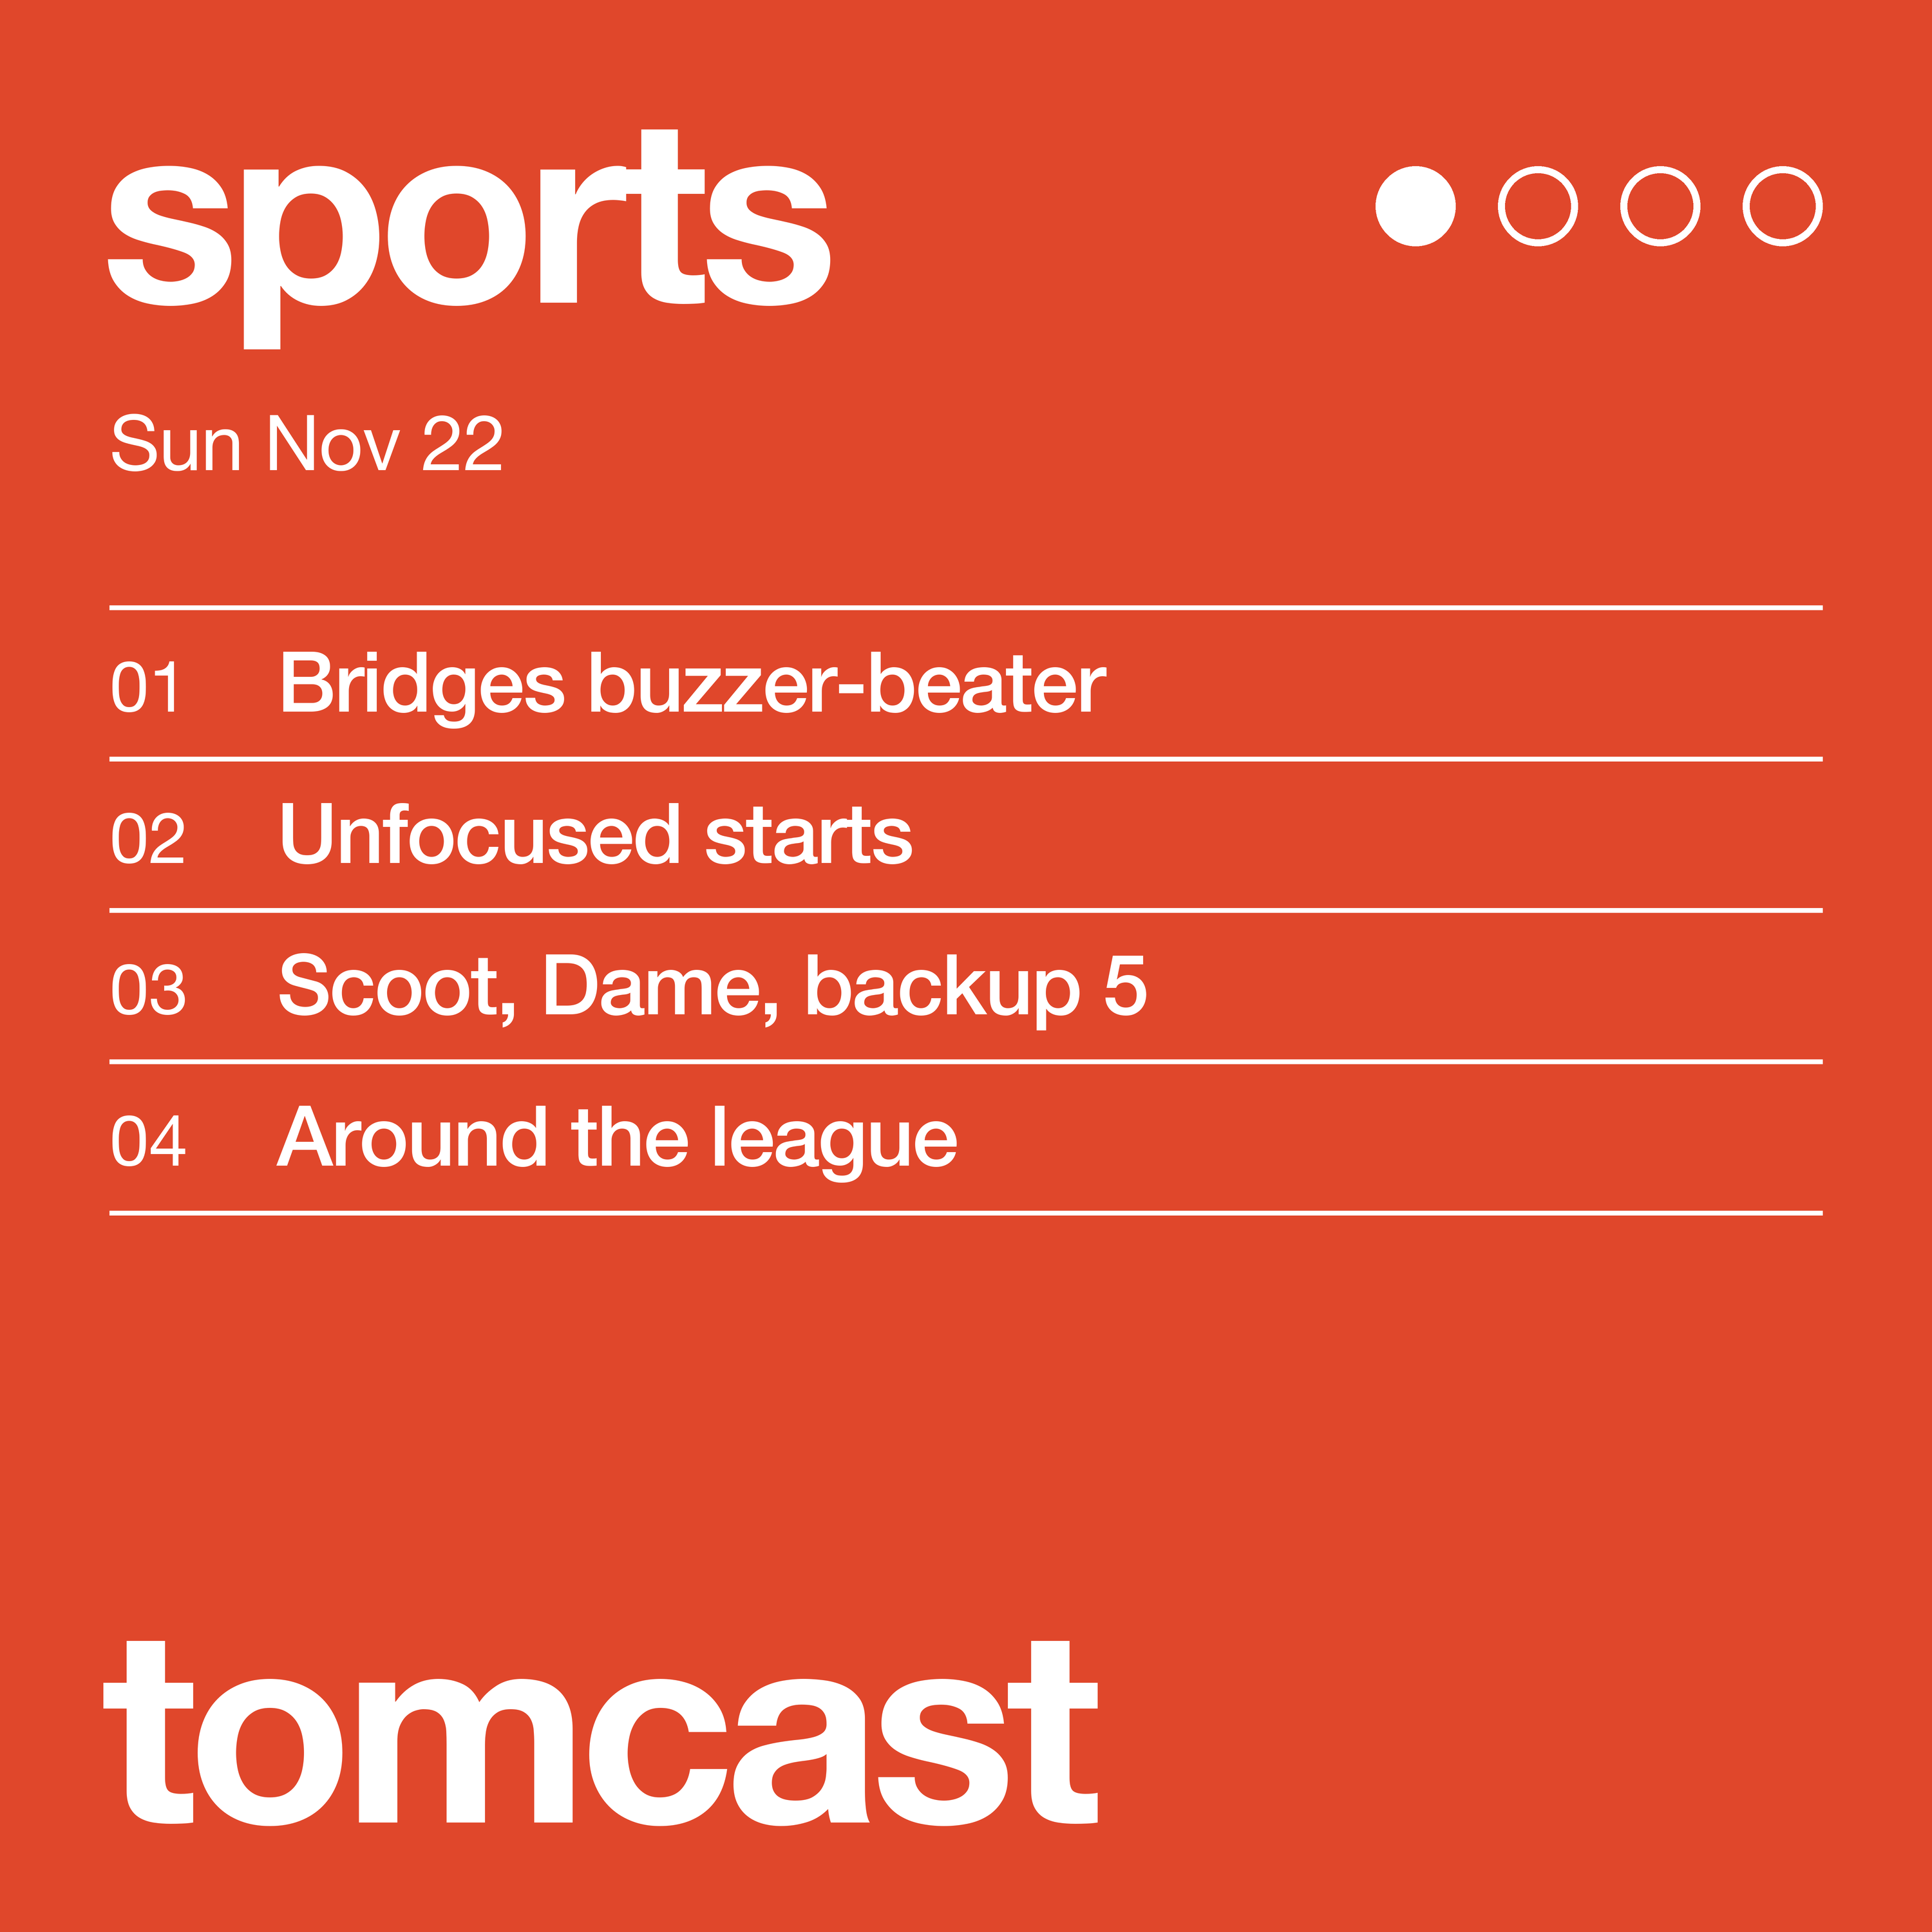 sports
Sun Nov 22
01 Bridges buzzer-beater
02 Unfocused starts
03 Scoot, Dame, backup 5
04 Around the league
tomcast